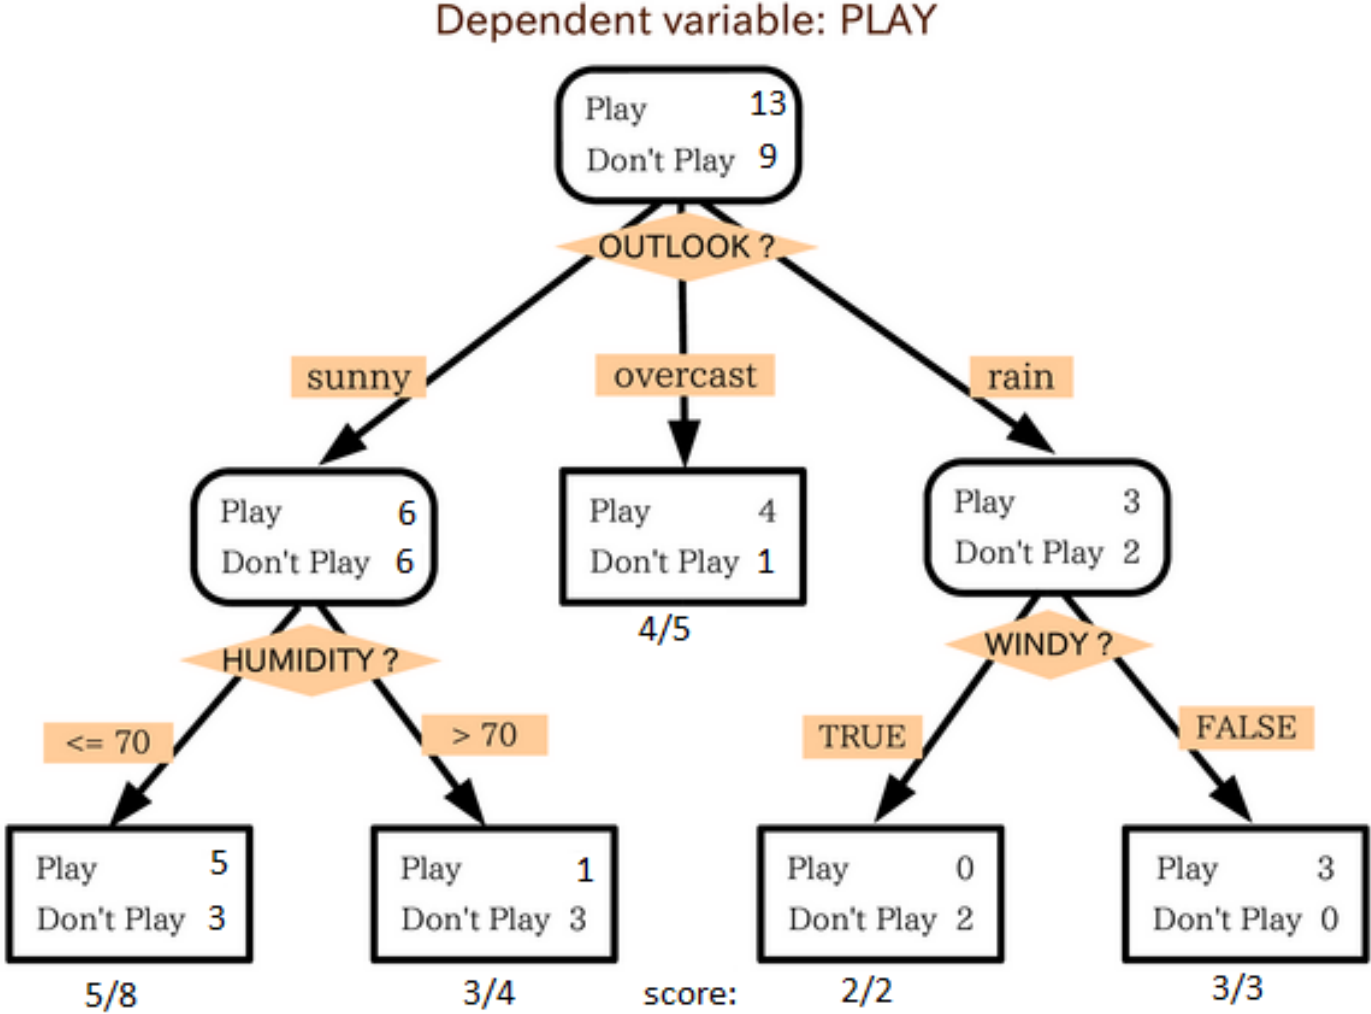 Dependent variable: PLAY
Play 13
Don't Play 9
OUTLOOK ?
sunny
overcast
rain
Play 6
Don't Play 6
Play 4
Don't Play 1
4/5
Play 3
Don't Play 2
HUMIDITY ?
WINDY ?
<= 70
> 70
TRUE
FALSE
Play 5
Don't Play 3
Play 1
Don't Play 3
Play 0
Don't Play 2
Play 3
Don't Play 0
5/8
3/4
score:
2/2
3/3